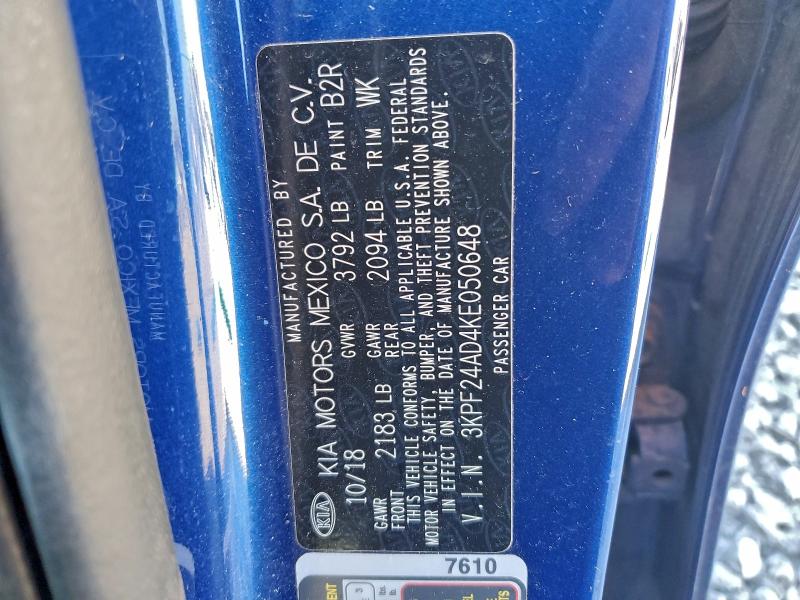 MANUFACTURED BY
KIA KIA MOTORS MEXICO S.A. DE C.V.
10/18 GVWR 3792 LB PAINT B2R
GAWR FRONT 2183 LB GAWR REAR 2094 LB TRIM WK
THIS VEHICLE CONFORMS TO ALL APPLICABLE U.S.A. FEDERAL
MOTOR VEHICLE SAFETY, BUMPER, AND THEFT PREVENTION STANDARDS
IN EFFECT ON THE DATE OF MANUFACTURE SHOWN ABOVE.
V.I.N. 3KPF24AD4KE050648
PASSENGER CAR
7610